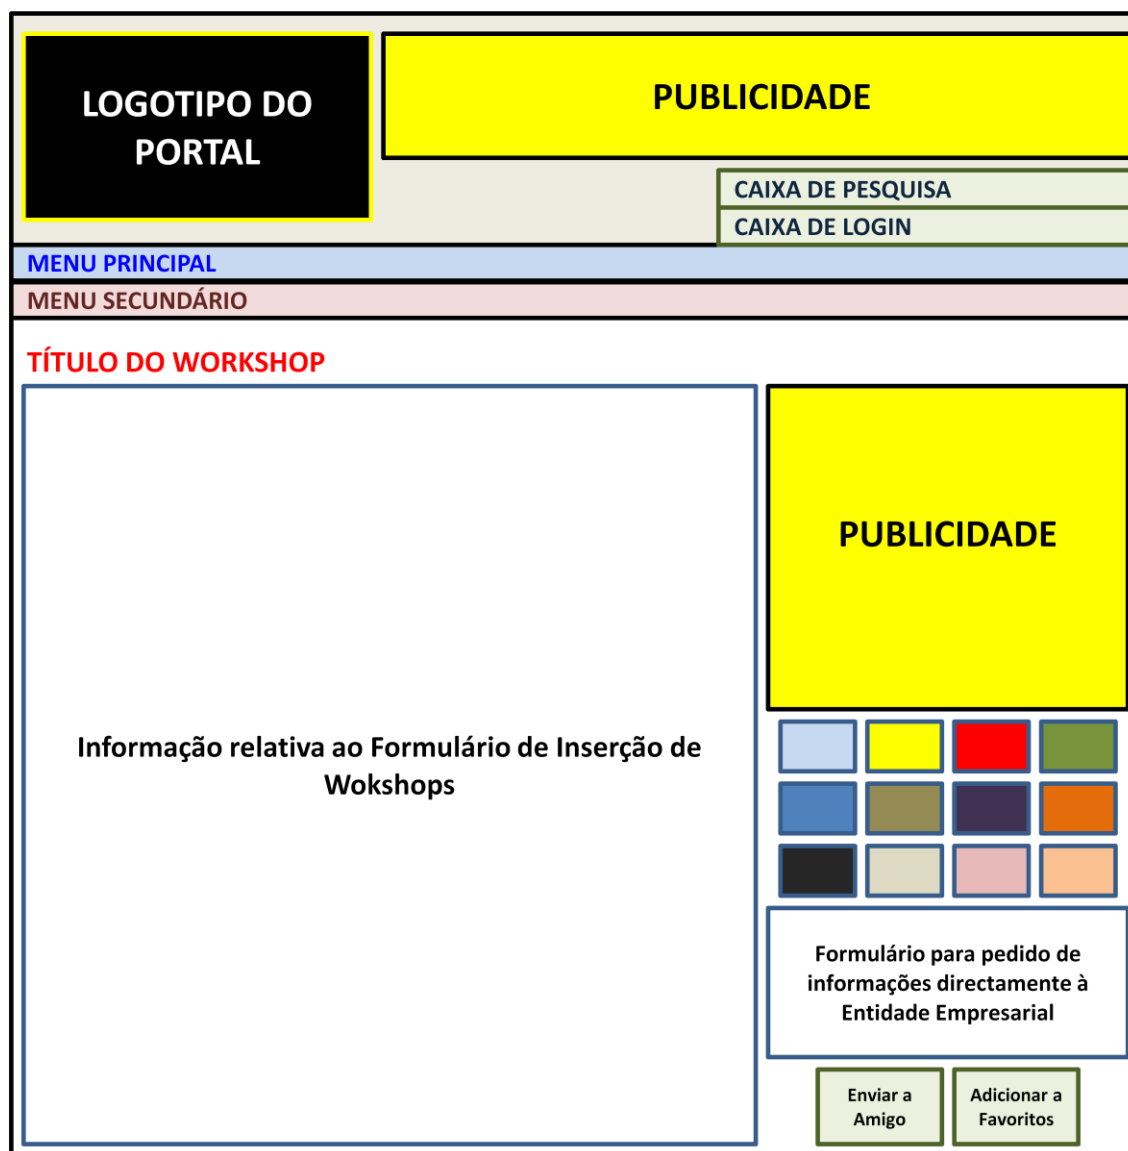 LOGOTIPO DO
PORTAL
PUBLICIDADE
CAIXA DE PESQUISA
CAIXA DE LOGIN
MENU PRINCIPAL
MENU SECUNDÁRIO
TÍTULO DO WORKSHOP
Informação relativa ao Formulário de Inserção de
Wokshops
PUBLICIDADE
Formulário para pedido de
informações directamente à
Entidade Empresarial
Enviar a
Amigo
Adicionar a
Favoritos